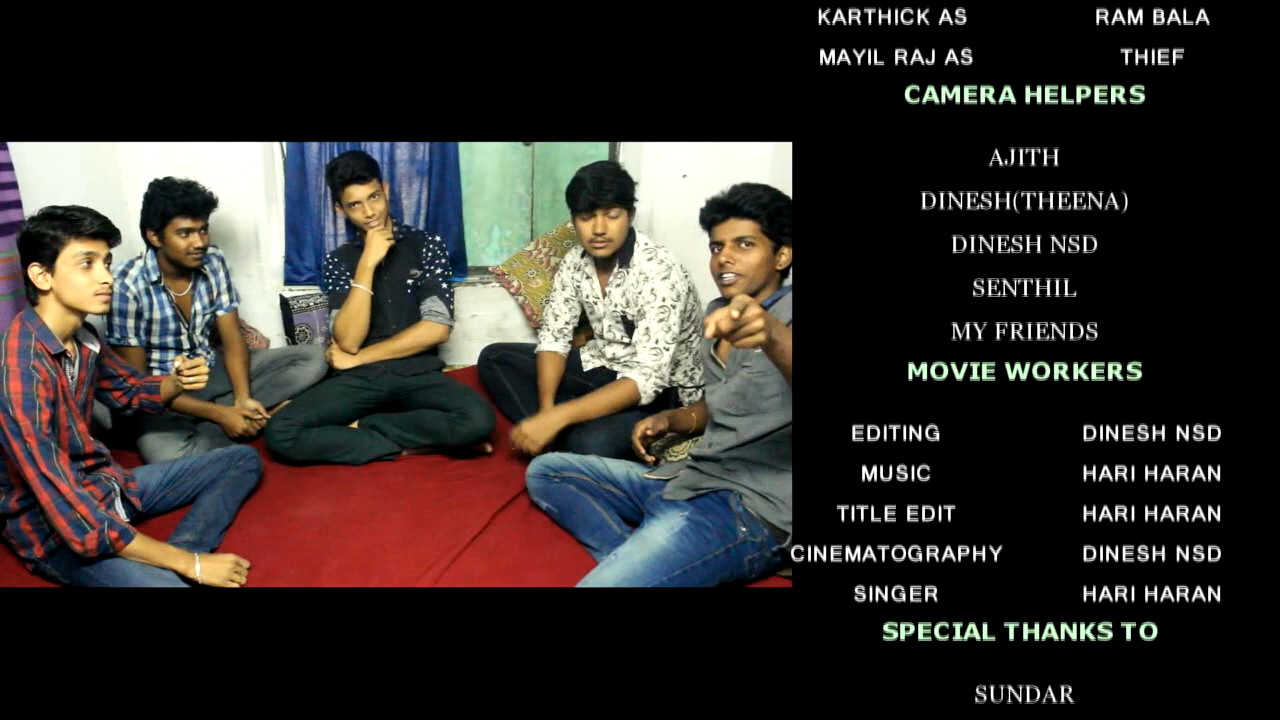 KARTHICK AS RAM BALA
MAYIL RAJ AS THIEF
CAMERA HELPERS
AJITH
DINESH(THEENA)
DINESH NSD
SENTHIL
MY FRIENDS
MOVIE WORKERS
EDITING DINESH NSD
MUSIC HARI HARAN
TITLE EDIT HARI HARAN
CINEMATOGRAPHY DINESH NSD
SINGER HARI HARAN
SPECIAL THANKS TO
SUNDAR